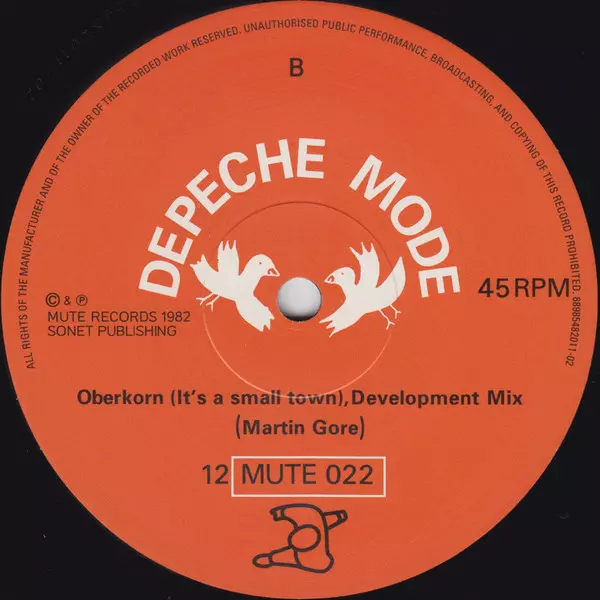 ALL RIGHTS OF THE MANUFACTURER AND OF THE OWNER OF THE RECORDED WORK RESERVED. UNAUTHORISED PUBLIC PERFORMANCE, BROADCASTING, AND COPYING OF THIS RECORD PROHIBITED. 88985482011-02
B
DEPECHE MODE
© & ℗
MUTE RECORDS 1982
SONET PUBLISHING
45 RPM
Oberkorn (It's a small town), Development Mix
(Martin Gore)
12 MUTE 022